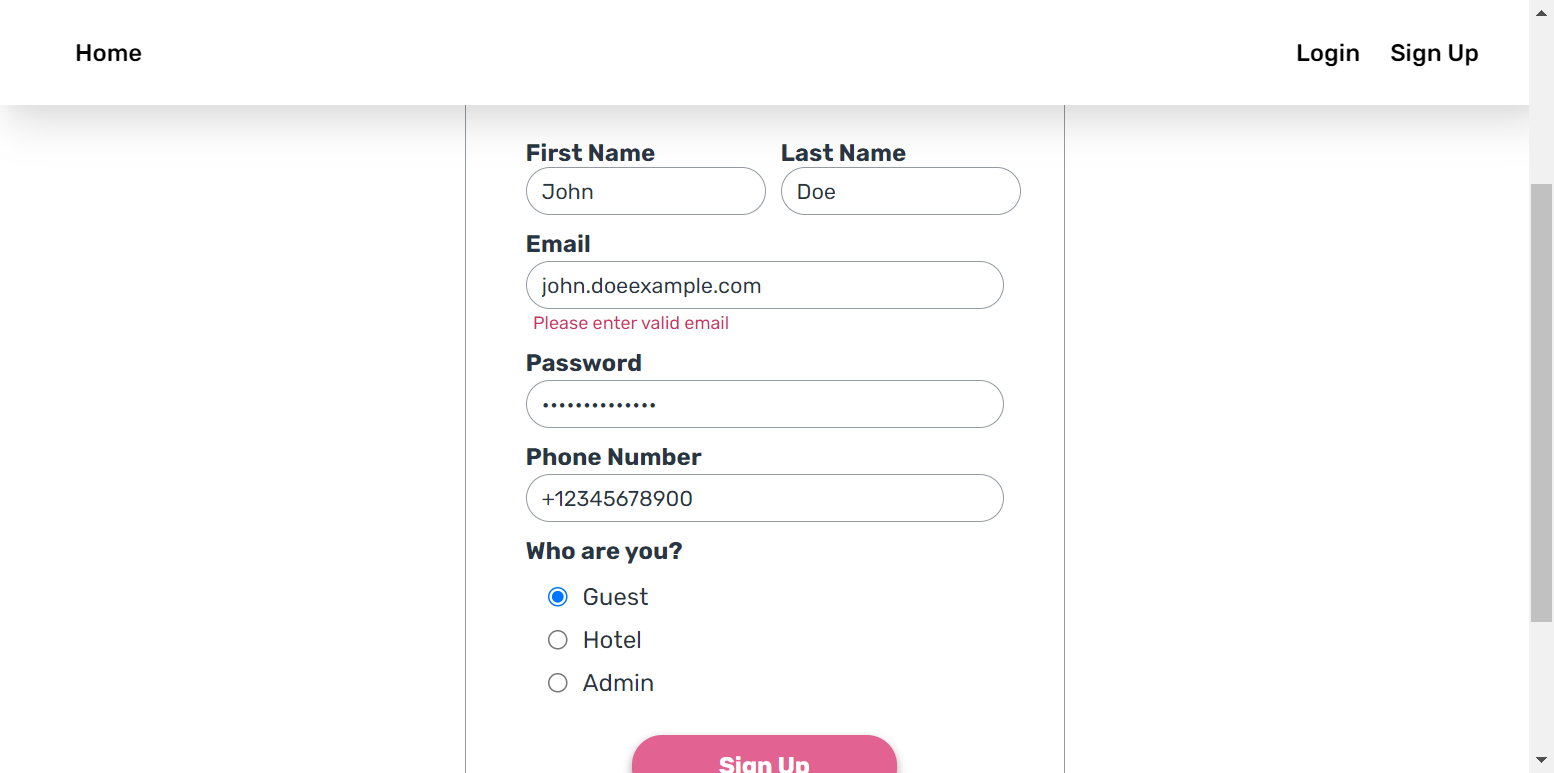 Home Login Sign Up
First Name Last Name
John Doe
Email
john.doeexample.com
Please enter valid email
Password
••••••••••••••
Phone Number
+12345678900
Who are you?
Guest
Hotel
Admin
Sign Up